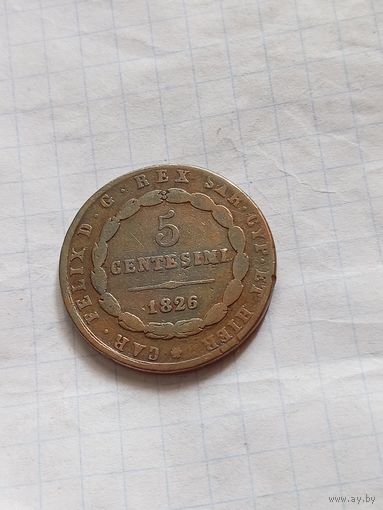 CAR · FELIX D · G · REX SAR · CYP · ET HIER
5
CENTESIMI
· 1826 ·
www.ay.by